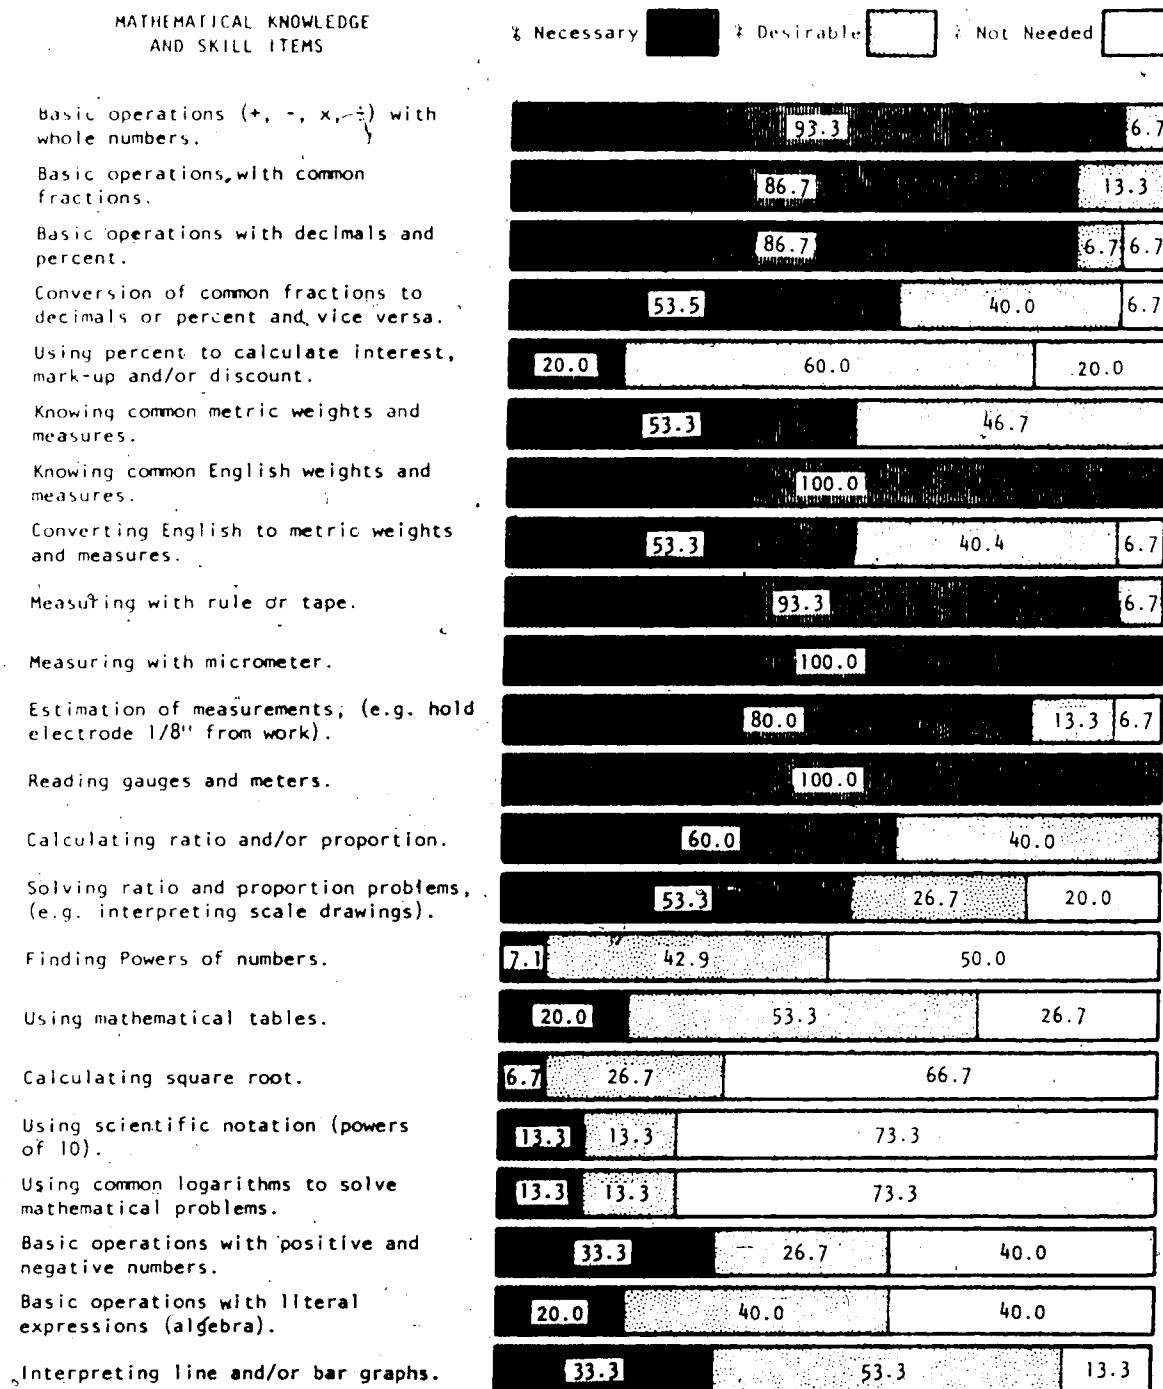 MATHEMATICAL KNOWLEDGE
AND SKILL ITEMS
% Necessary % Desirable % Not Needed
Basic operations (+, -, x, ÷) with
whole numbers.
93.3 6.7
Basic operations with common
fractions.
86.7 13.3
Basic operations with decimals and
percent.
86.7 6.7 6.7
Conversion of common fractions to
decimals or percent and vice versa.
53.5 40.0 6.7
Using percent to calculate interest,
mark-up and/or discount.
20.0 60.0 20.0
Knowing common metric weights and
measures.
53.3 46.7
Knowing common English weights and
measures.
100.0
Converting English to metric weights
and measures.
53.3 40.4 6.7
Measuring with rule or tape.
93.3 6.7
Measuring with micrometer.
100.0
Estimation of measurements, (e.g. hold
electrode 1/8" from work).
80.0 13.3 6.7
Reading gauges and meters.
100.0
Calculating ratio and/or proportion.
60.0 40.0
Solving ratio and proportion problems,
(e.g. interpreting scale drawings).
53.3 26.7 20.0
Finding Powers of numbers.
7.1 42.9 50.0
Using mathematical tables.
20.0 53.3 26.7
Calculating square root.
6.7 26.7 66.7
Using scientific notation (powers
of 10).
13.3 13.3 73.3
Using common logarithms to solve
mathematical problems.
13.3 13.3 73.3
Basic operations with positive and
negative numbers.
33.3 26.7 40.0
Basic operations with literal
expressions (algebra).
20.0 40.0 40.0
Interpreting line and/or bar graphs.
33.3 53.3 13.3